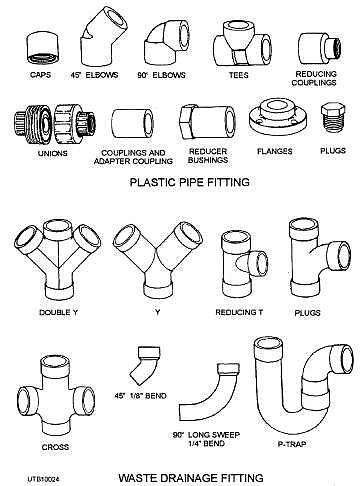 CAPS
45° ELBOWS
90° ELBOWS
TEES
REDUCING
COUPLINGS
UNIONS
COUPLINGS AND
ADAPTER COUPLING
REDUCER
BUSHINGS
FLANGES
PLUGS
PLASTIC PIPE FITTING
DOUBLE Y
Y
REDUCING T
PLUGS
CROSS
45° 1/8" BEND
90° LONG SWEEP
1/4" BEND
P-TRAP
UTB10024
WASTE DRAINAGE FITTING